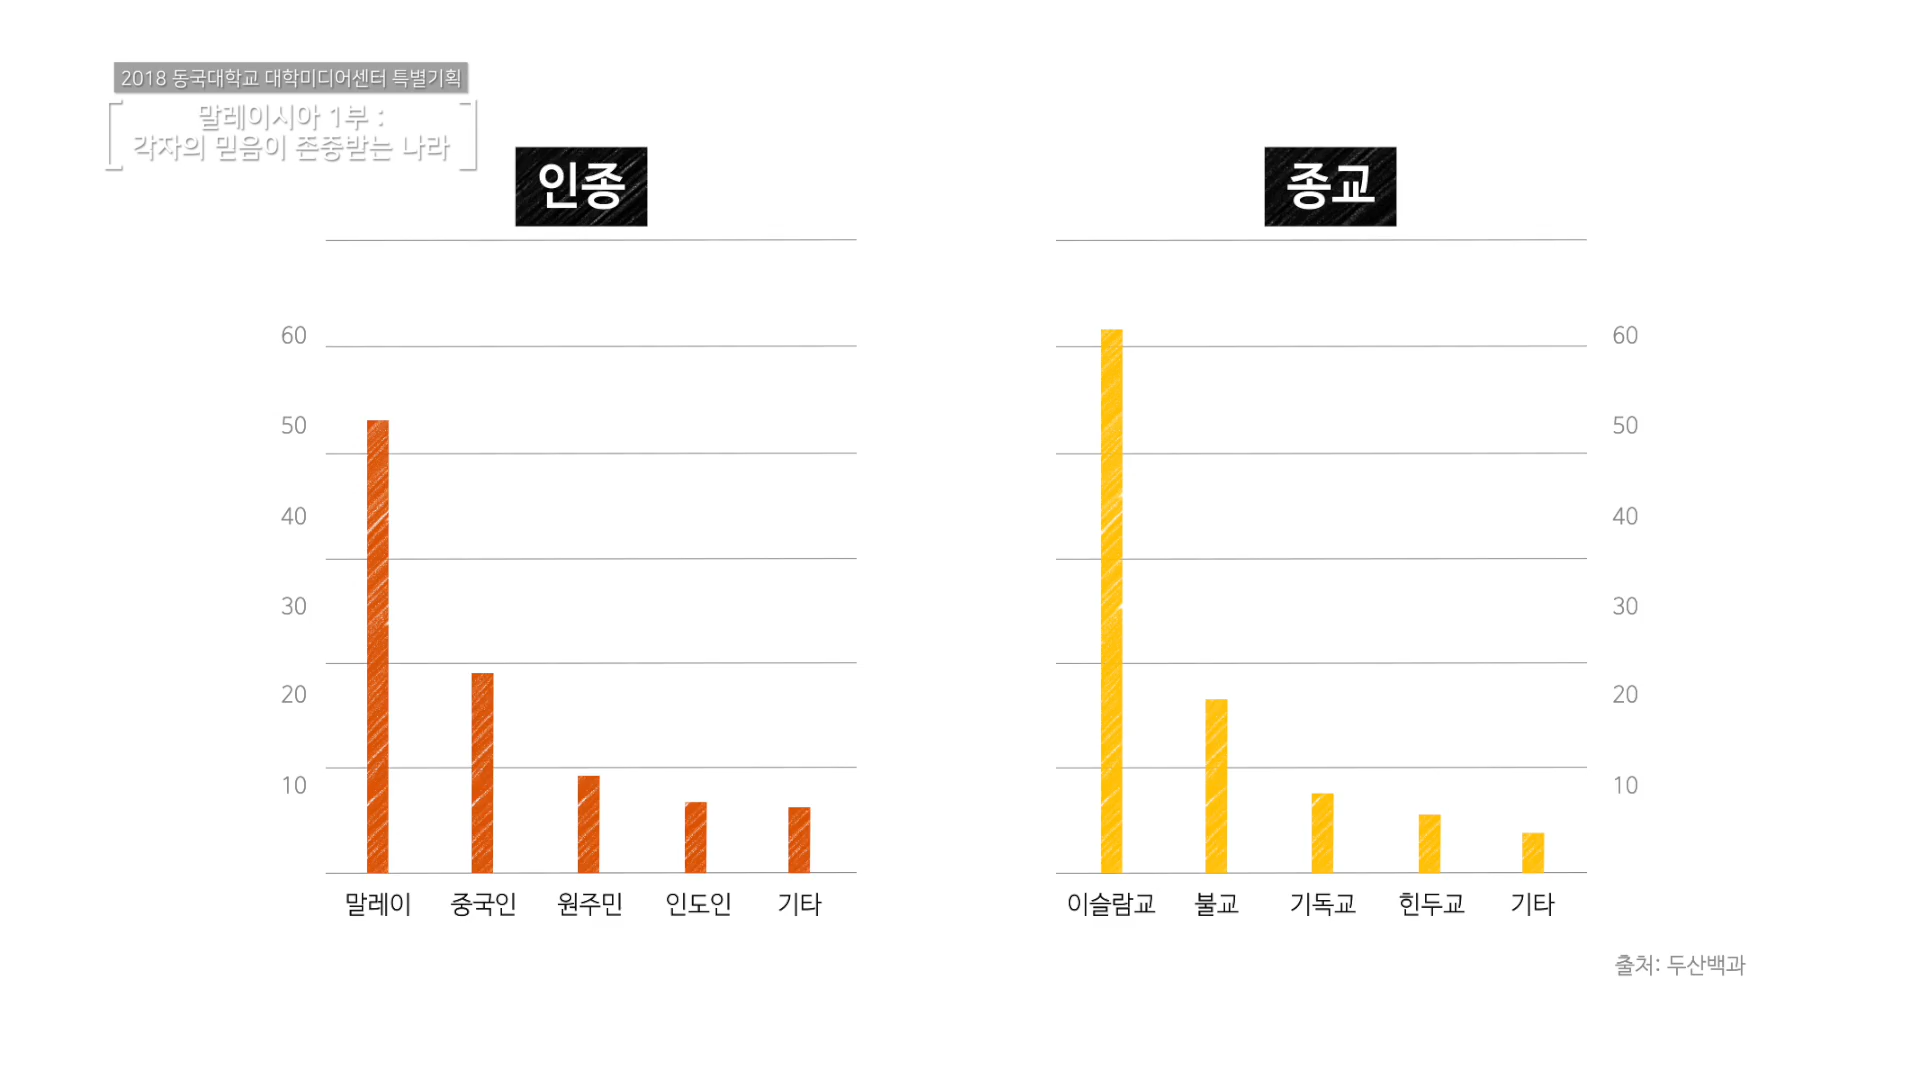 2018 동국대학교 대학미디어센터 특별기획
말레이시아 1부 :
각자의 믿음이 존중받는 나라
인종
60
50
40
30
20
10
말레이 중국인 원주민 인도인 기타
종교
60
50
40
30
20
10
이슬람교 불교 기독교 힌두교 기타
출처: 두산백과